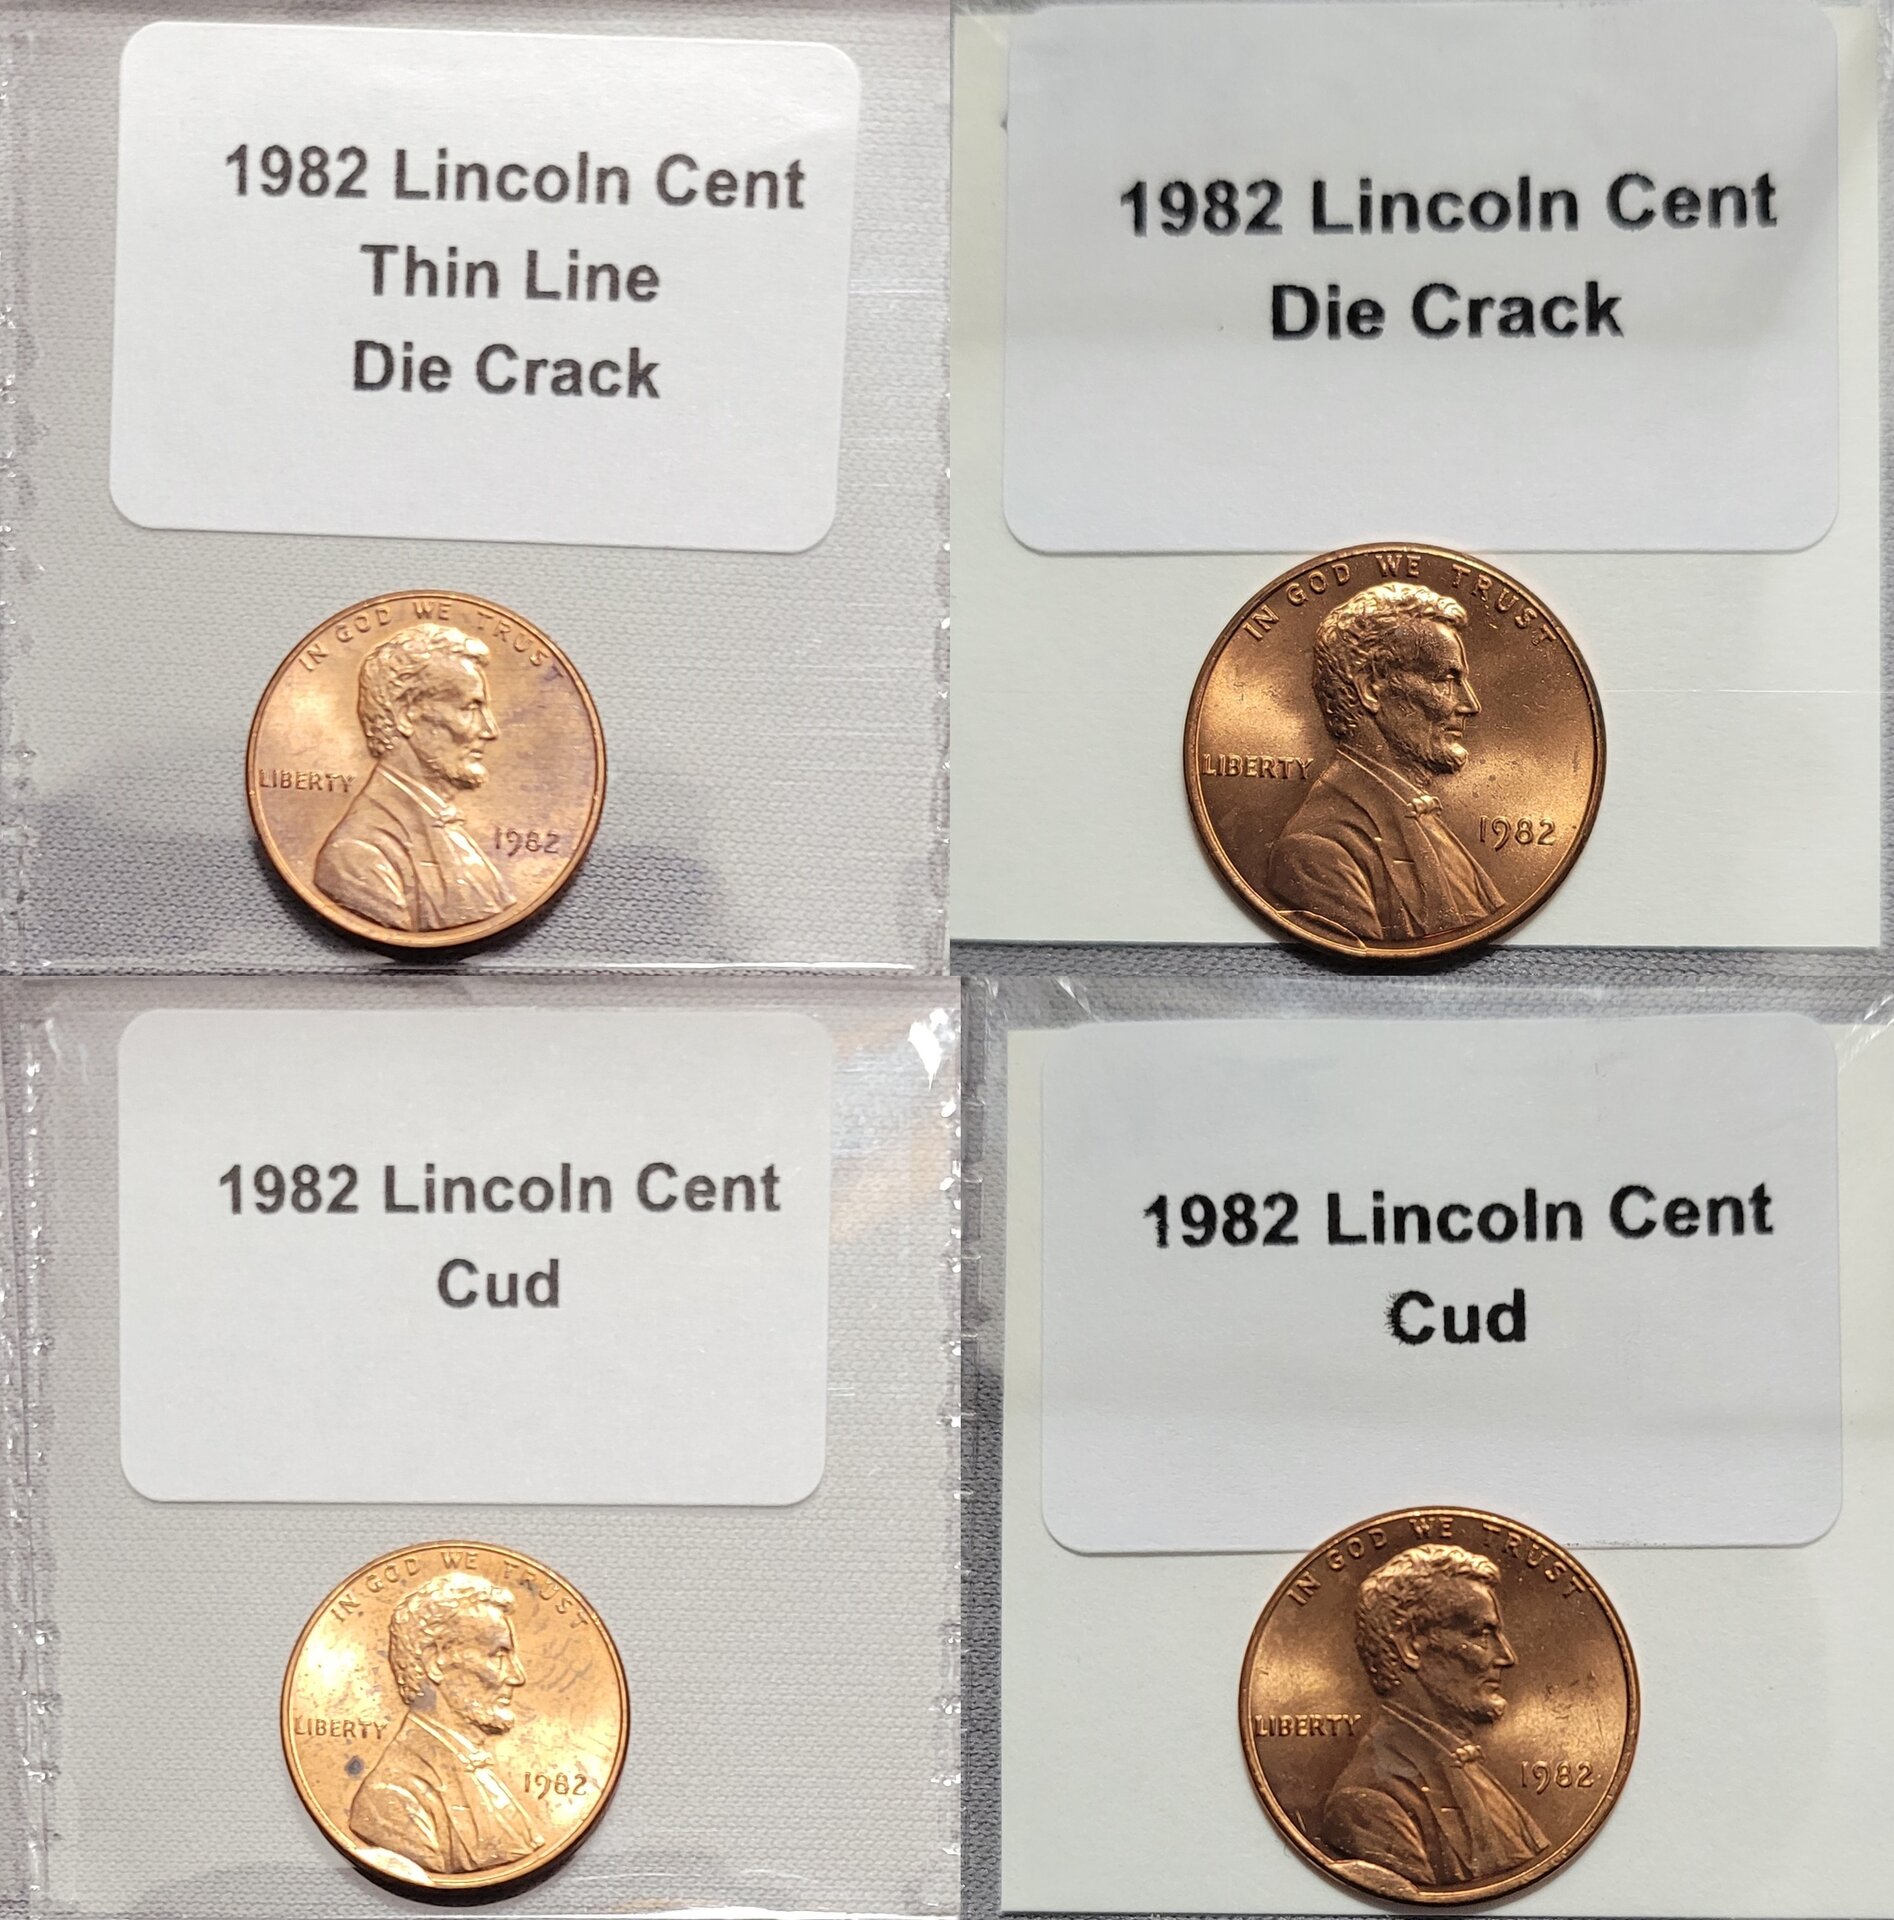 1982 Lincoln Cent
Thin Line
Die Crack
IN GOD WE TRUST
LIBERTY
1982
1982 Lincoln Cent
Die Crack
IN GOD WE TRUST
LIBERTY
1982
1982 Lincoln Cent
Cud
IN GOD WE TRUST
LIBERTY
1982
1982 Lincoln Cent
Cud
IN GOD WE TRUST
LIBERTY
1982